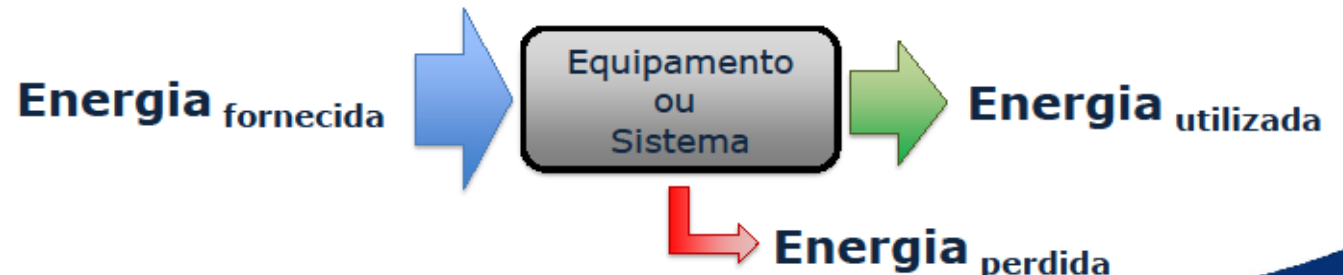 Energia fornecida
Equipamento
ou
Sistema
Energia utilizada
Energia perdida